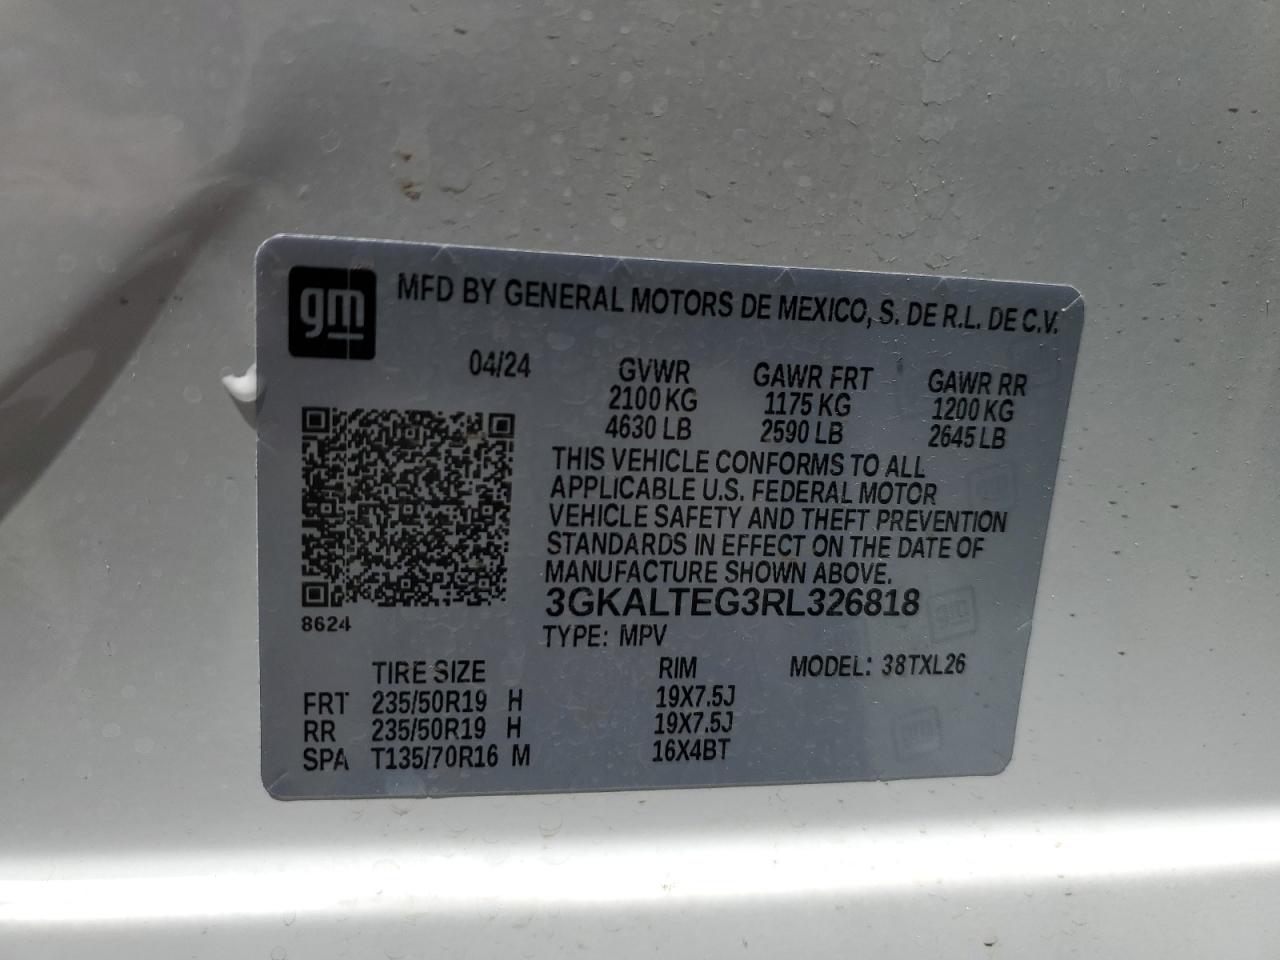 gm
MFD BY GENERAL MOTORS DE MEXICO, S. DE R.L. DE C.V.
04/24
GVWR GAWR FRT GAWR RR
2100 KG 1175 KG 1200 KG
4630 LB 2590 LB 2645 LB
THIS VEHICLE CONFORMS TO ALL
APPLICABLE U.S. FEDERAL MOTOR
VEHICLE SAFETY AND THEFT PREVENTION
STANDARDS IN EFFECT ON THE DATE OF
MANUFACTURE SHOWN ABOVE.
3GKALTEG3RL326818
8624
TYPE: MPV
TIRE SIZE RIM MODEL: 38TXL26
FRT 235/50R19 H 19X7.5J
RR 235/50R19 H 19X7.5J
SPA T135/70R16 M 16X4BT